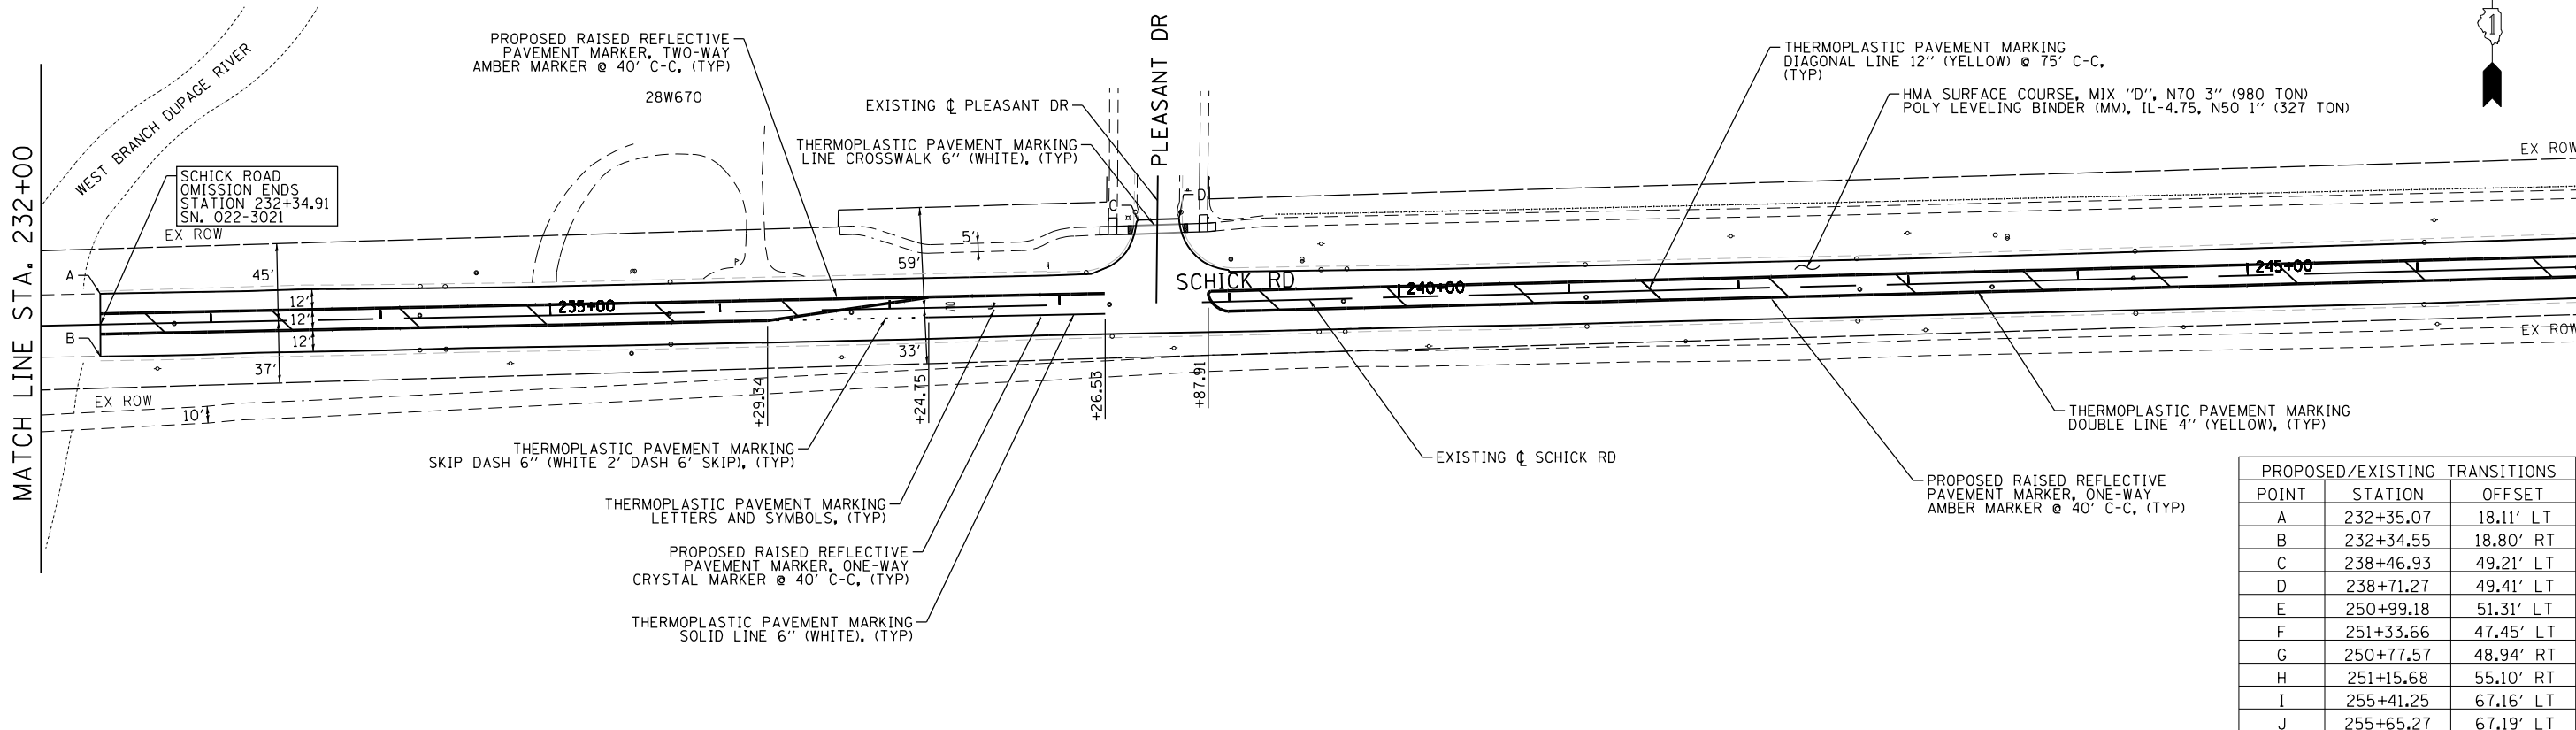 PROPOSED RAISED REFLECTIVE
PAVEMENT MARKER, TWO-WAY
AMBER MARKER @ 40' C-C, (TYP)
28W670
WEST BRANCH DUPAGE RIVER
EXISTING ℄ PLEASANT DR
THERMOPLASTIC PAVEMENT MARKING
LINE CROSSWALK 6" (WHITE), (TYP)
PLEASANT DR
THERMOPLASTIC PAVEMENT MARKING
DIAGONAL LINE 12" (YELLOW) @ 75' C-C,
(TYP)
HMA SURFACE COURSE, MIX "D", N70 3" (980 TON)
POLY LEVELING BINDER (MM), IL-4.75, N50 1" (327 TON)
1
EX ROW
MATCH LINE STA. 232+00
SCHICK ROAD
OMISSION ENDS
STATION 232+34.91
SN. 022-3021
EX ROW
C
D
5'
45'
59'
A
B
12'
12'
12'
37'
235+00
P
SCHICK RD
240+00
245+00
33'
EX ROW
EX ROW
10'
+29.34
+24.75
+26.53
+87.91
THERMOPLASTIC PAVEMENT MARKING
SKIP DASH 6" (WHITE 2' DASH 6' SKIP), (TYP)
THERMOPLASTIC PAVEMENT MARKING
LETTERS AND SYMBOLS, (TYP)
PROPOSED RAISED REFLECTIVE
PAVEMENT MARKER, ONE-WAY
CRYSTAL MARKER @ 40' C-C, (TYP)
THERMOPLASTIC PAVEMENT MARKING
SOLID LINE 6" (WHITE), (TYP)
EXISTING ℄ SCHICK RD
THERMOPLASTIC PAVEMENT MARKING
DOUBLE LINE 4" (YELLOW), (TYP)
PROPOSED RAISED REFLECTIVE
PAVEMENT MARKER, ONE-WAY
AMBER MARKER @ 40' C-C, (TYP)
PROPOSED/EXISTING TRANSITIONS
POINT STATION OFFSET
A 232+35.07 18.11' LT
B 232+34.55 18.80' RT
C 238+46.93 49.21' LT
D 238+71.27 49.41' LT
E 250+99.18 51.31' LT
F 251+33.66 47.45' LT
G 250+77.57 48.94' RT
H 251+15.68 55.10' RT
I 255+41.25 67.16' LT
J 255+65.27 67.19' LT